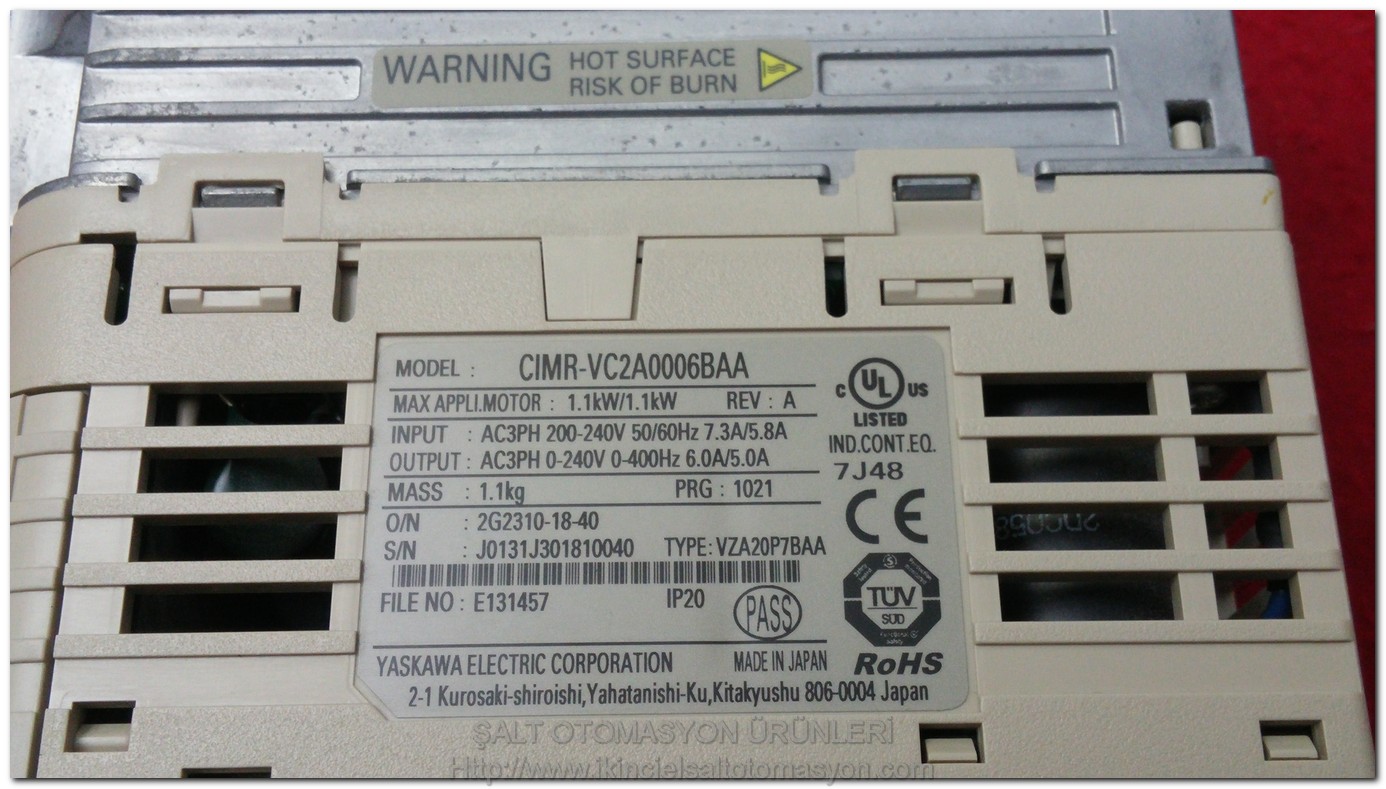 WARNING HOT SURFACE
RISK OF BURN
MODEL : CIMR-VC2A0006BAA
MAX APPLI.MOTOR : 1.1kW/1.1kW REV : A
INPUT : AC3PH 200-240V 50/60Hz 7.3A/5.8A
OUTPUT : AC3PH 0-240V 0-400Hz 6.0A/5.0A
MASS : 1.1kg PRG : 1021
O/N : 2G2310-18-40
S/N : J0131J301810040 TYPE: VZA20P7BAA
FILE NO : E131457 IP20
PASS
C UL US
LISTED
IND.CONT.EQ.
7J48
CE
TÜV
SÜD
RoHS
YASKAWA ELECTRIC CORPORATION MADE IN JAPAN
2-1 Kurosaki-shiroishi,Yahatanishi-Ku,Kitakyushu 806-0004 Japan
ŞALT OTOMASYON ÜRÜNLERİ
Http://www.ikincielsaltotomasyon.com